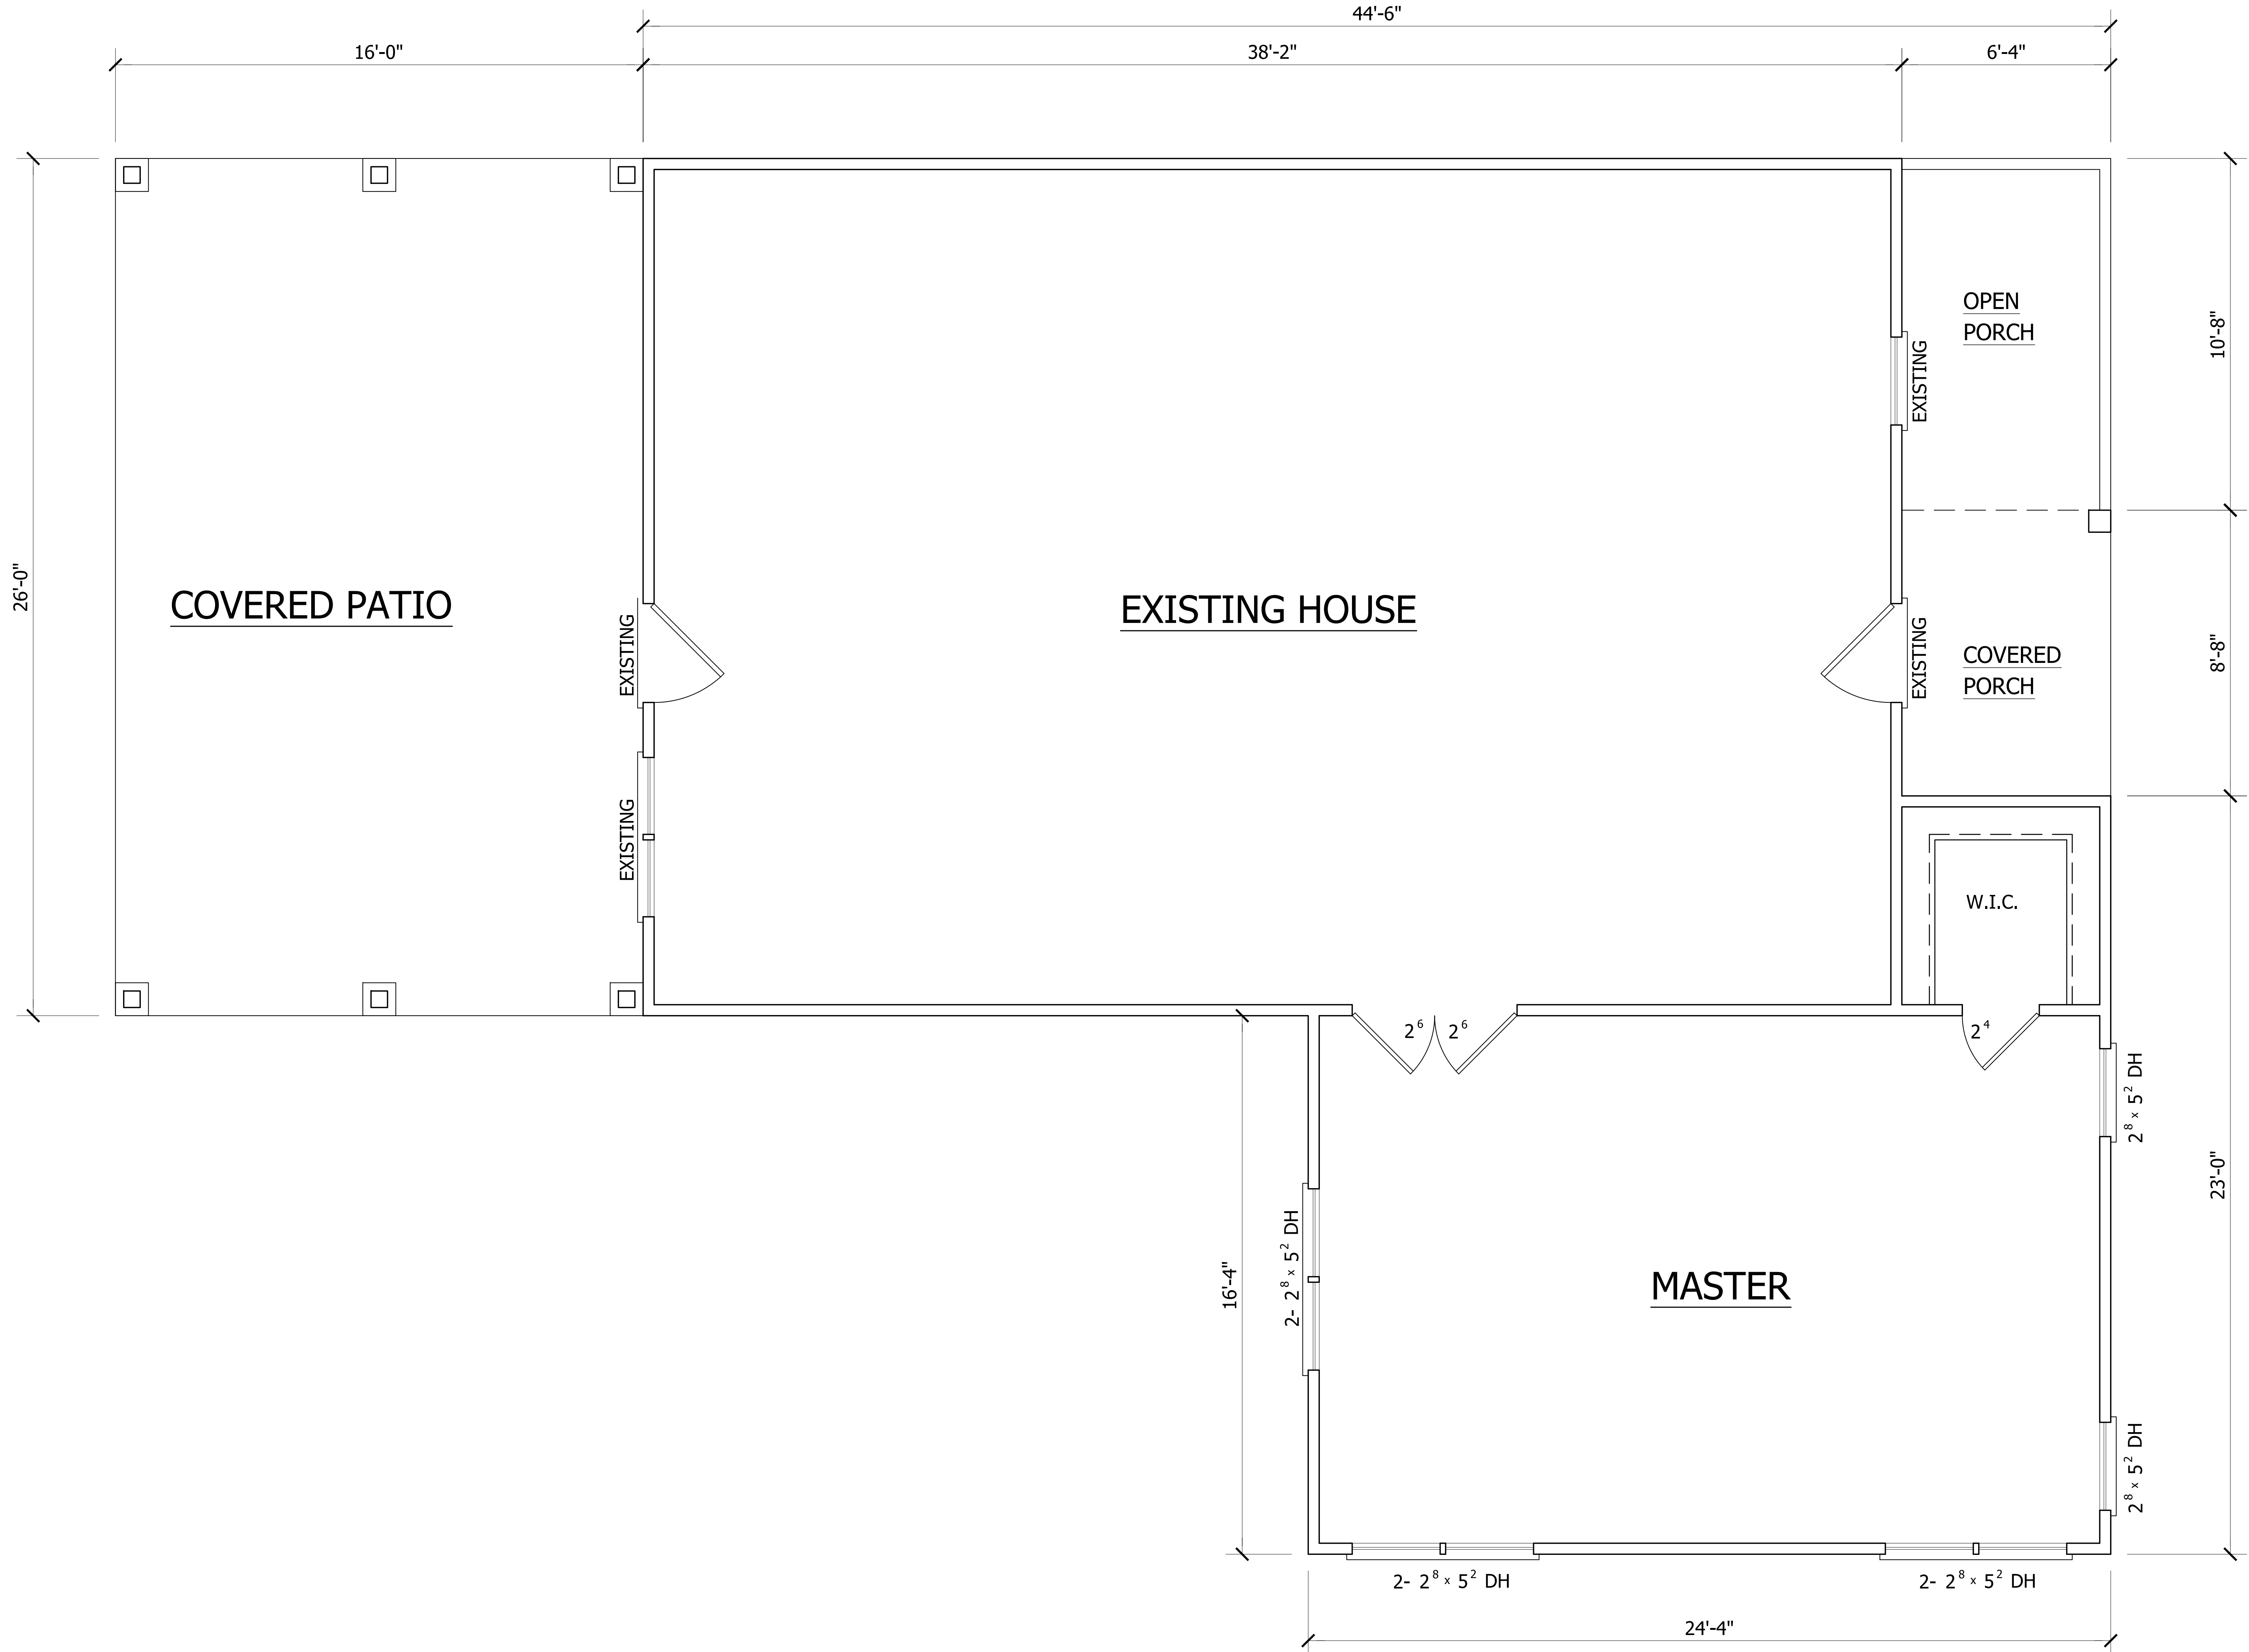 44'-6"
16'-0"
38'-2"
6'-4"
OPEN
PORCH
10'-8"
EXISTING
26'-0"
COVERED PATIO
EXISTING HOUSE
EXISTING
EXISTING
COVERED
PORCH
8'-8"
EXISTING
W.I.C.
2⁶ 2⁶
2⁴
2⁸ x 5² DH
23'-0"
16'-4"
2- 2⁸ x 5² DH
MASTER
2⁸ x 5² DH
2- 2⁸ x 5² DH
2- 2⁸ x 5² DH
24'-4"